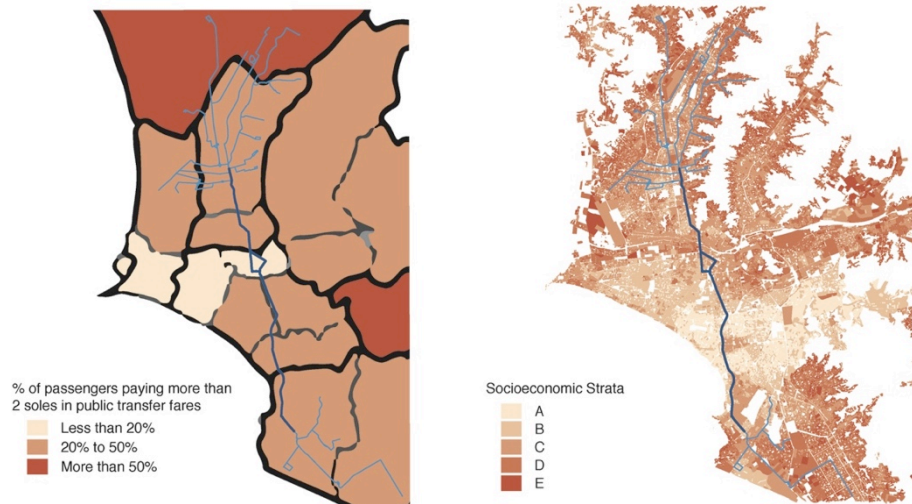 % of passengers paying more than
2 soles in public transfer fares
Less than 20%
20% to 50%
More than 50%
Socioeconomic Strata
A
B
C
D
E